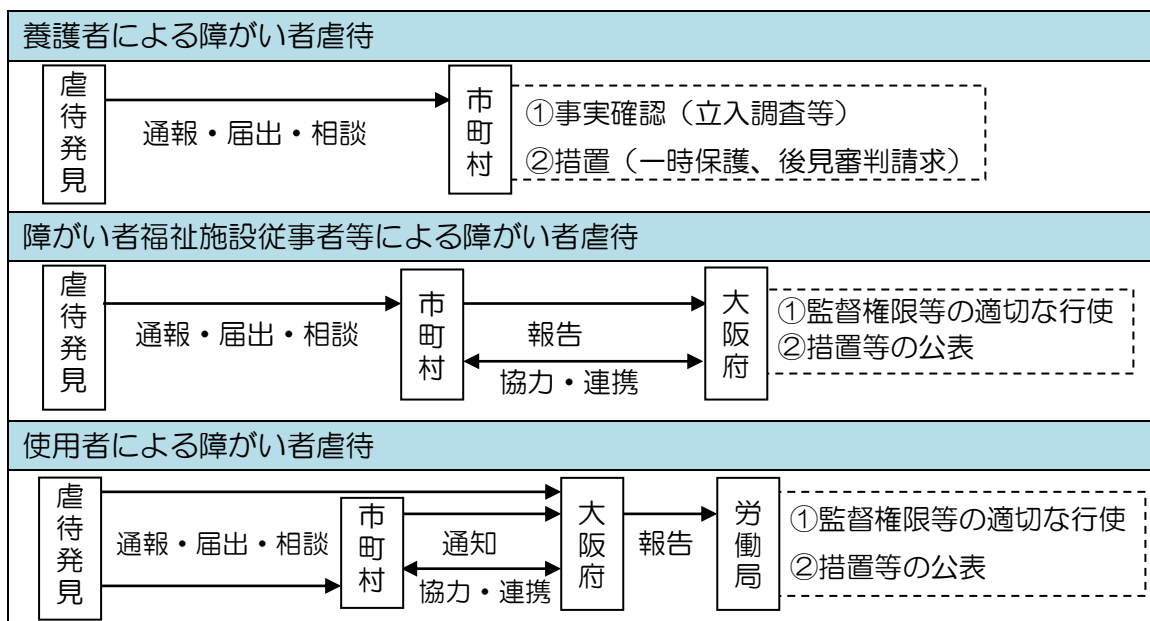 養護者による障がい者虐待
虐待発見
通報・届出・相談
市町村
①事実確認（立入調査等）
②措置（一時保護、後見審判請求）
障がい者福祉施設従事者等による障がい者虐待
虐待発見
通報・届出・相談
市町村
報告
協力・連携
大阪府
①監督権限等の適切な行使
②措置等の公表
使用者による障がい者虐待
虐待発見
通報・届出・相談
市町村
通知
協力・連携
大阪府
報告
労働局
①監督権限等の適切な行使
②措置等の公表